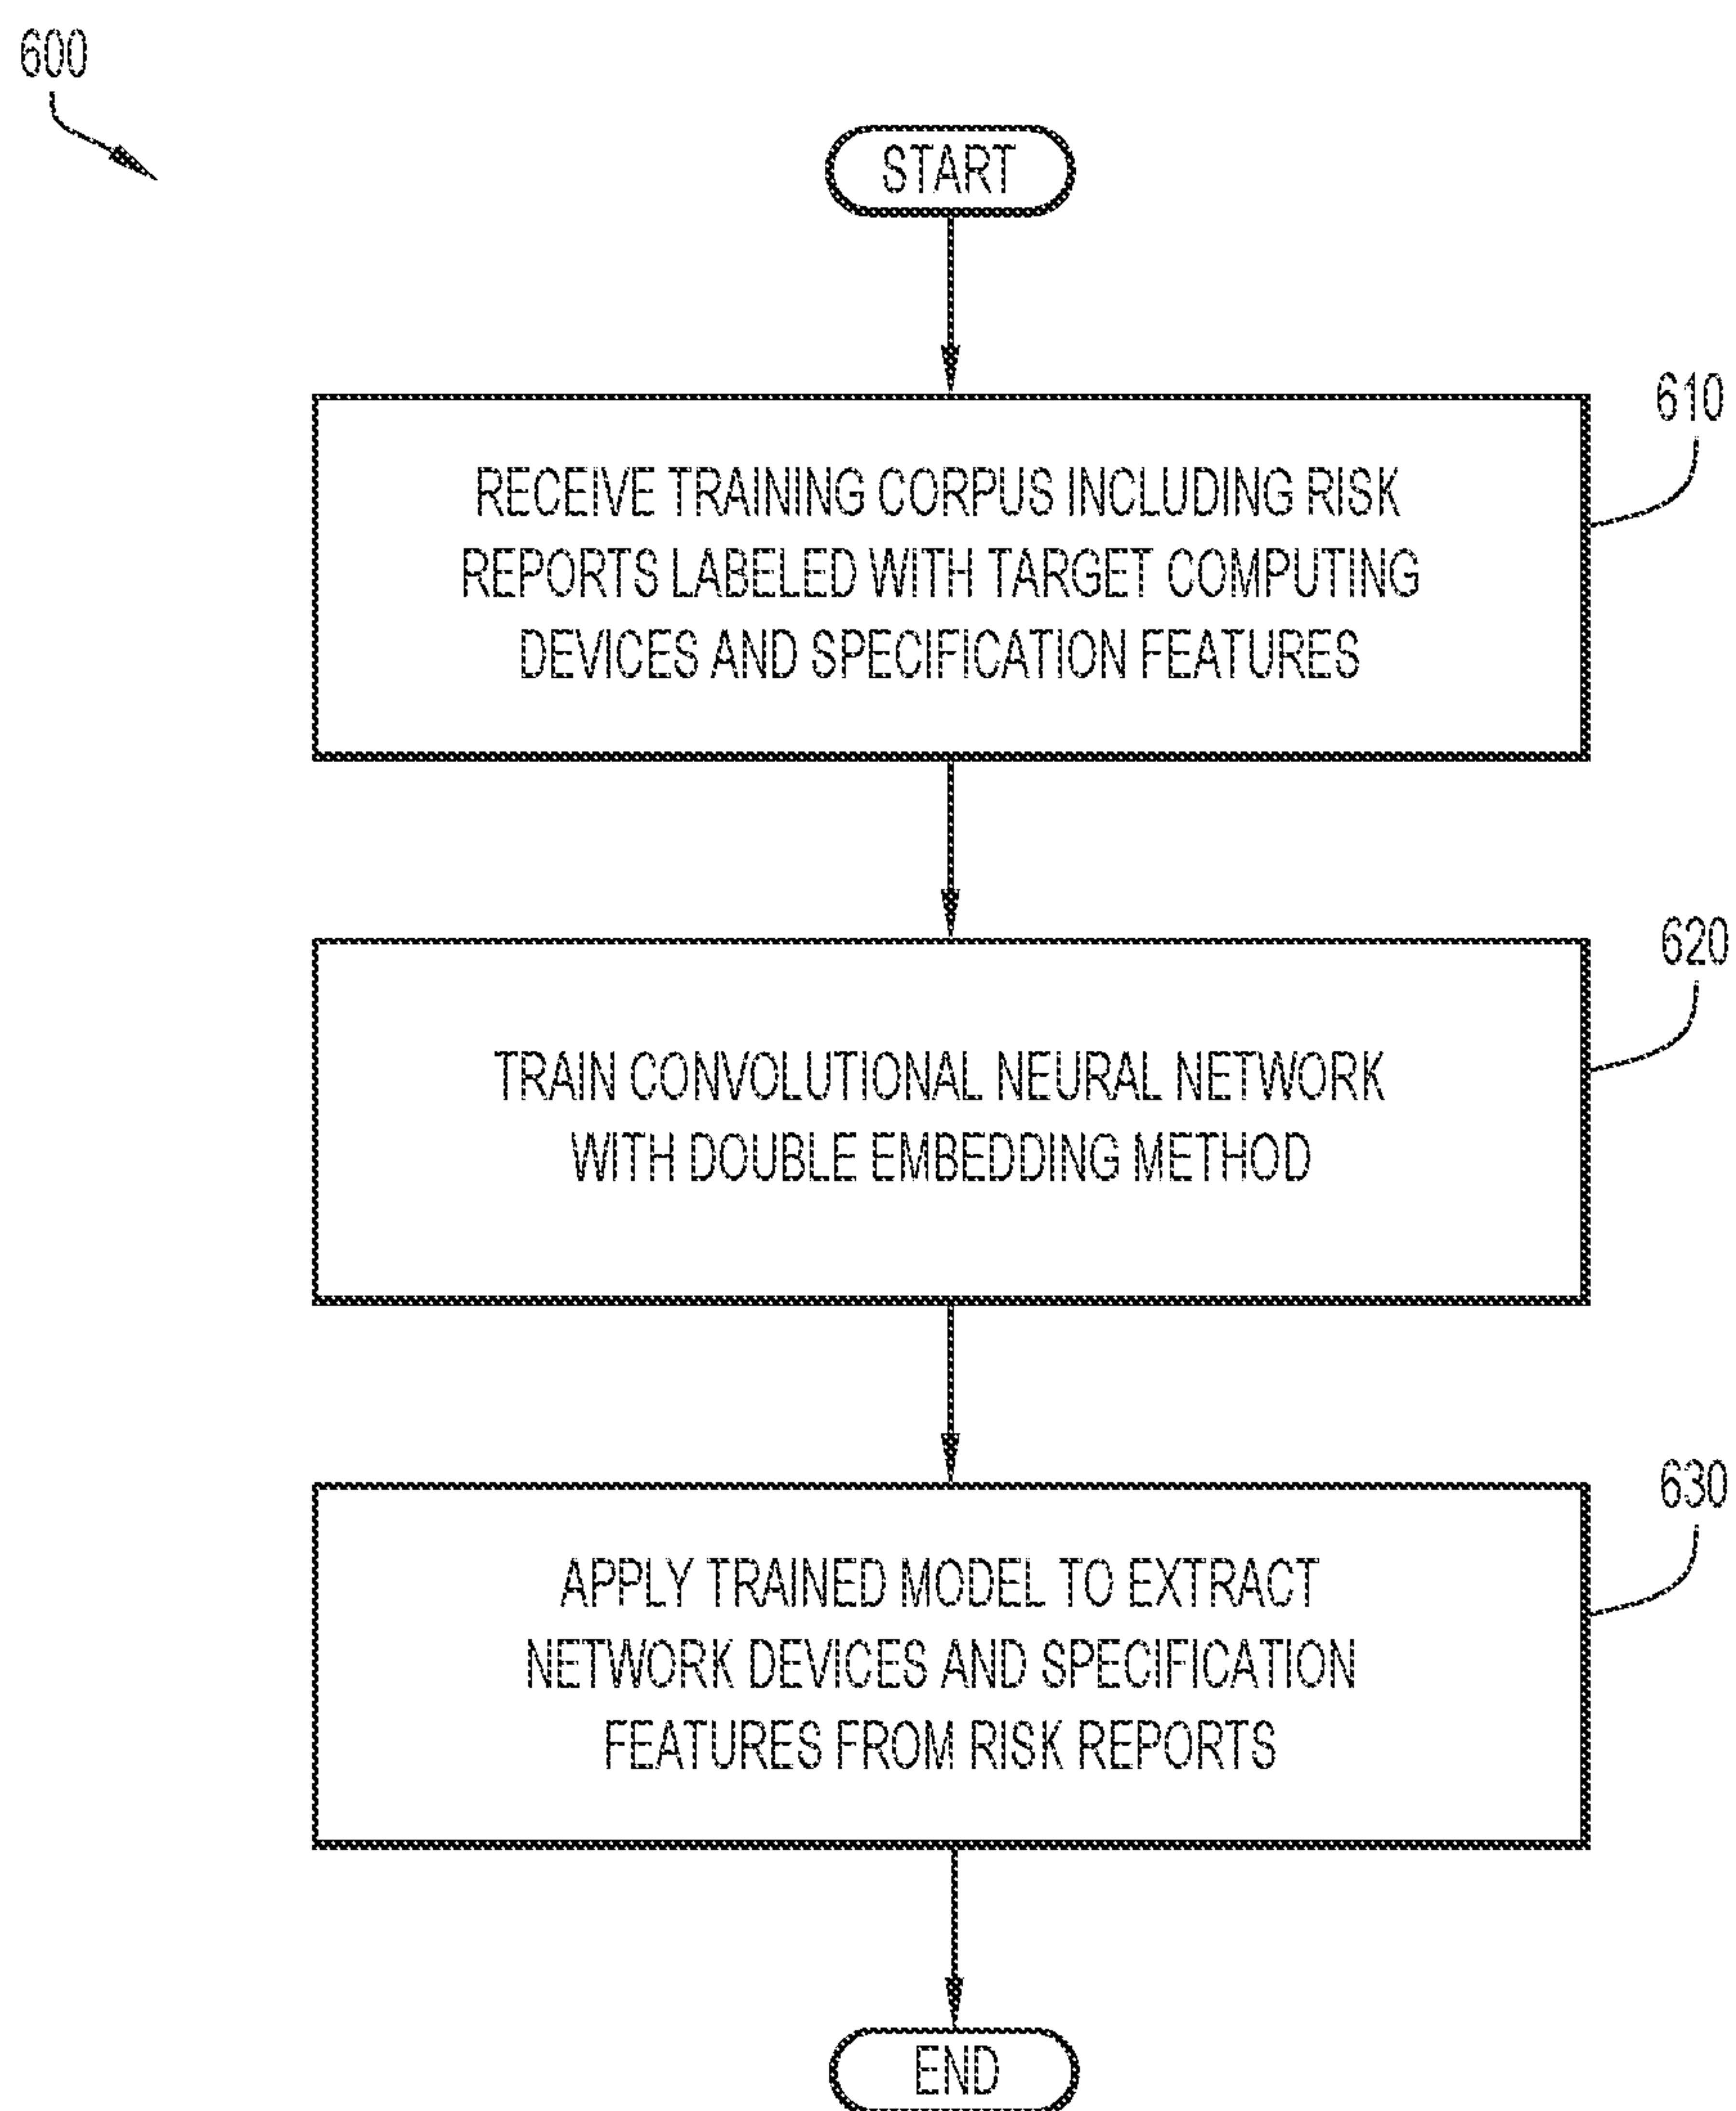 600
START
610
RECEIVE TRAINING CORPUS INCLUDING RISK
REPORTS LABELED WITH TARGET COMPUTING
DEVICES AND SPECIFICATION FEATURES
620
TRAIN CONVOLUTIONAL NEURAL NETWORK
WITH DOUBLE EMBEDDING METHOD
630
APPLY TRAINED MODEL TO EXTRACT
NETWORK DEVICES AND SPECIFICATION
FEATURES FROM RISK REPORTS
END